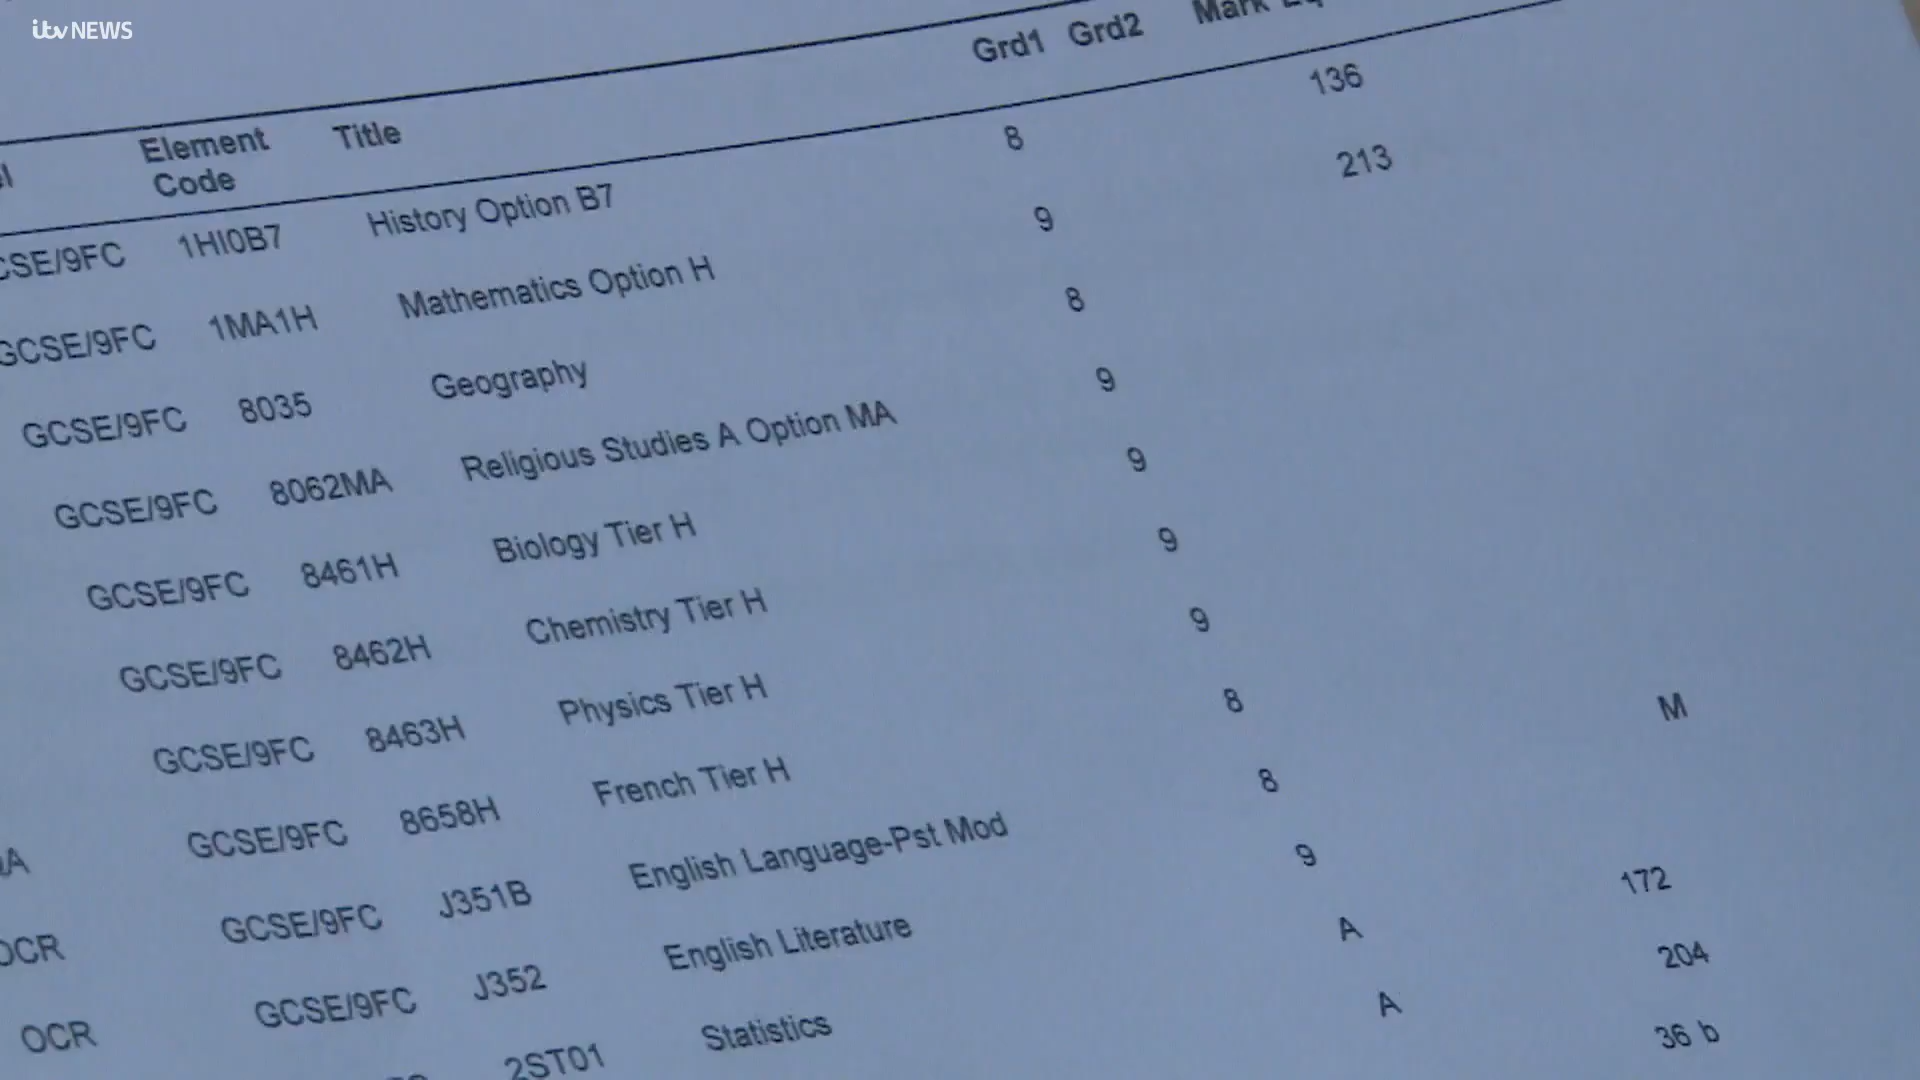 itv NEWS
Grd1 Grd2
Element Code Title
1HI0B7 History Option B7 8 136
GCSE/9FC 1MA1H Mathematics Option H 9 213
GCSE/9FC 8035 Geography 8
GCSE/9FC 8062MA Religious Studies A Option MA 9
GCSE/9FC 8461H Biology Tier H 9
GCSE/9FC 8462H Chemistry Tier H 9
GCSE/9FC 8463H Physics Tier H 9
GCSE/9FC 8658H French Tier H 8
OCR GCSE/9FC J351B English Language-Pst Mod 8 M
OCR GCSE/9FC J352 English Literature 9
2ST01 Statistics A 172
A 204
36 b